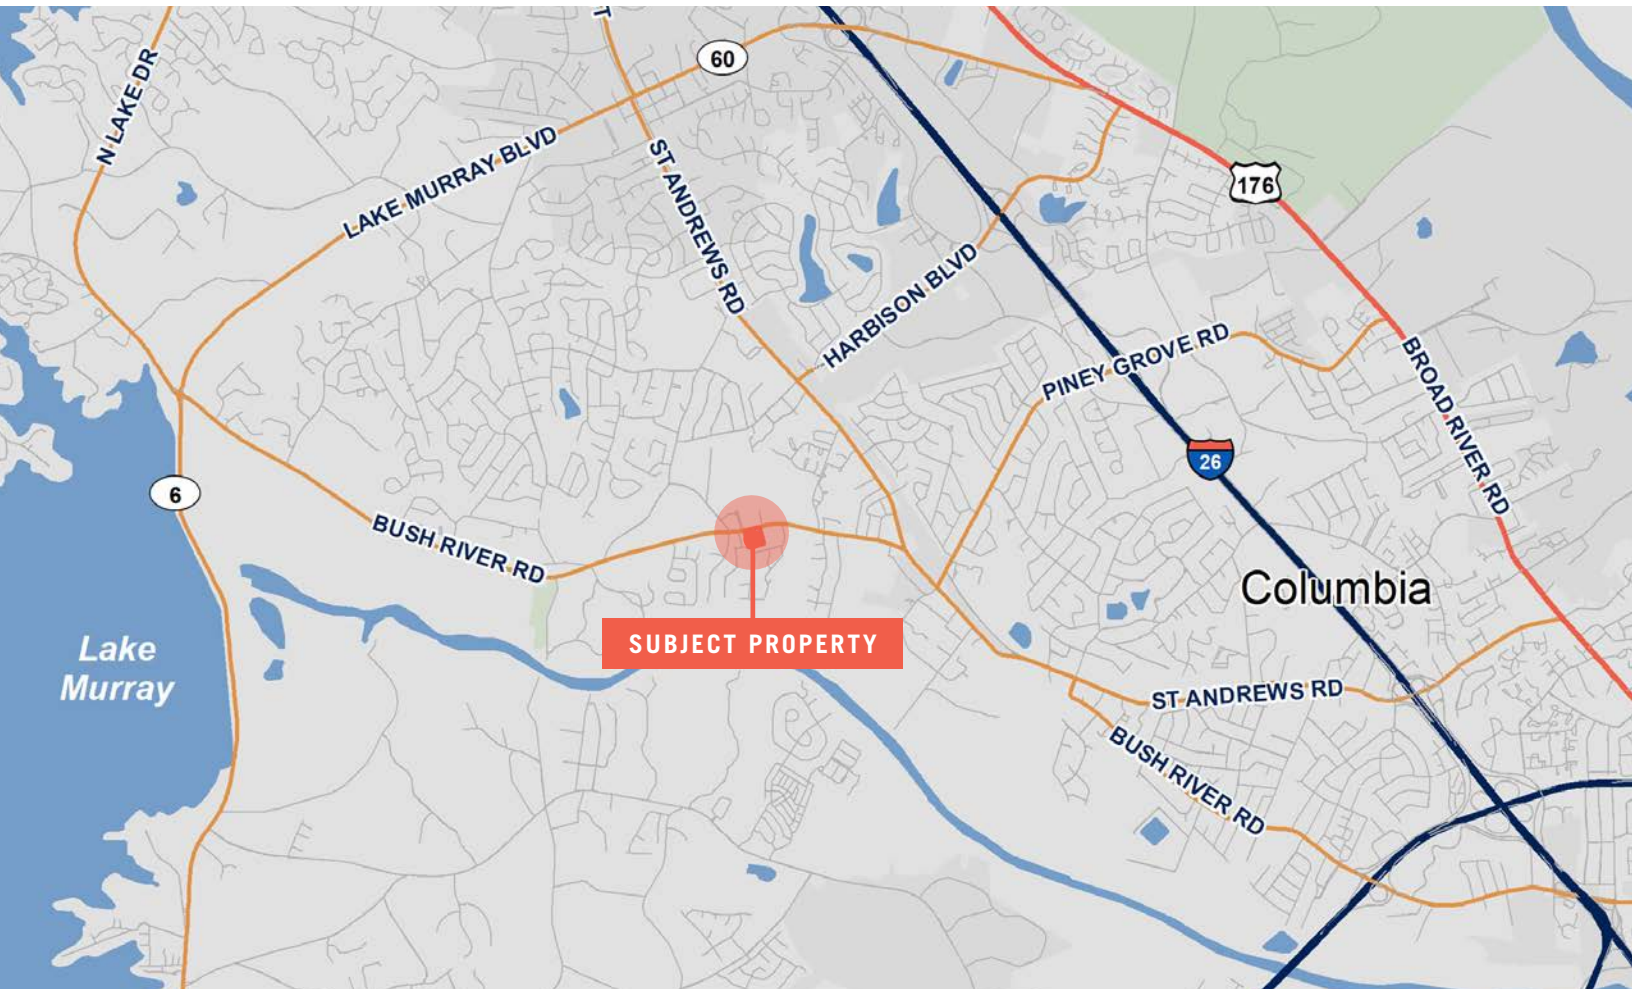 T
60
N LAKE DR
LAKE MURRAY BLVD
ST ANDREWS RD
176
HARBISON BLVD
PINEY GROVE RD
BROAD RIVER RD
26
6
BUSH RIVER RD
Columbia
SUBJECT PROPERTY
Lake
Murray
ST ANDREWS RD
BUSH RIVER RD